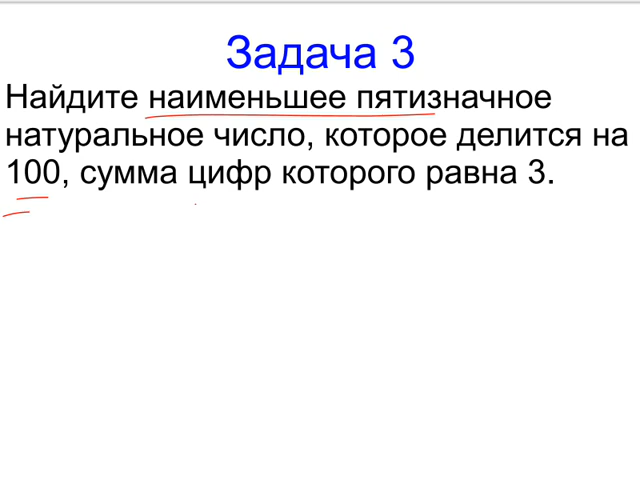 Задача 3
Найдите наименьшее пятизначное
натуральное число, которое делится на
100, сумма цифр которого равна 3.